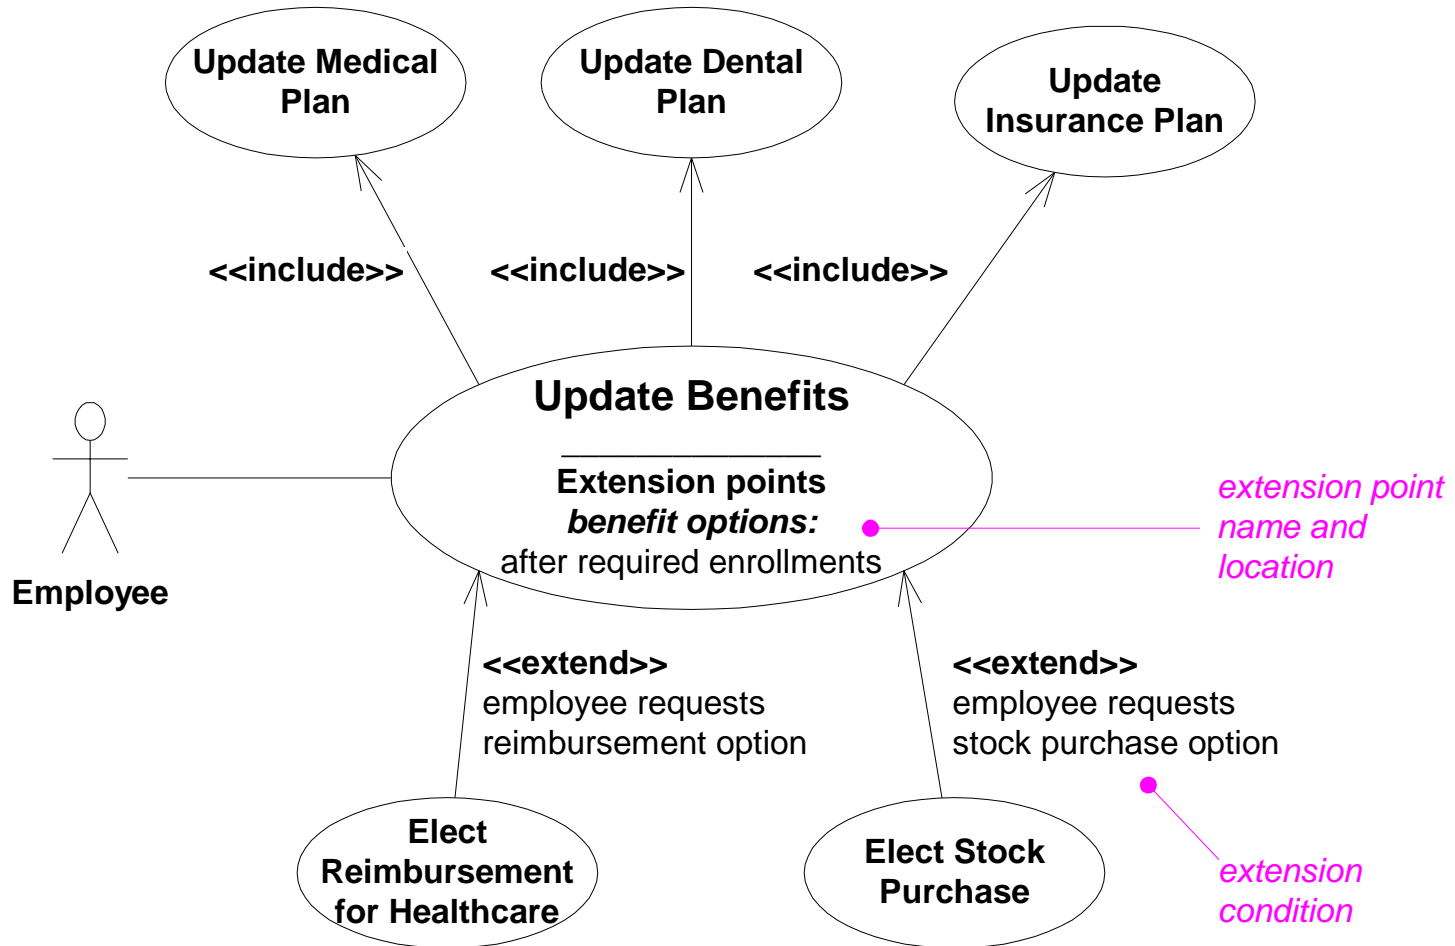 Update Medical
Plan
Update Dental
Plan
Update
Insurance Plan
<<include>>
<<include>>
<<include>>
Update Benefits
Extension points
benefit options:
after required enrollments
extension point
name and
location
Employee
<<extend>>
employee requests
reimbursement option
<<extend>>
employee requests
stock purchase option
Elect
Reimbursement
for Healthcare
Elect Stock
Purchase
extension
condition